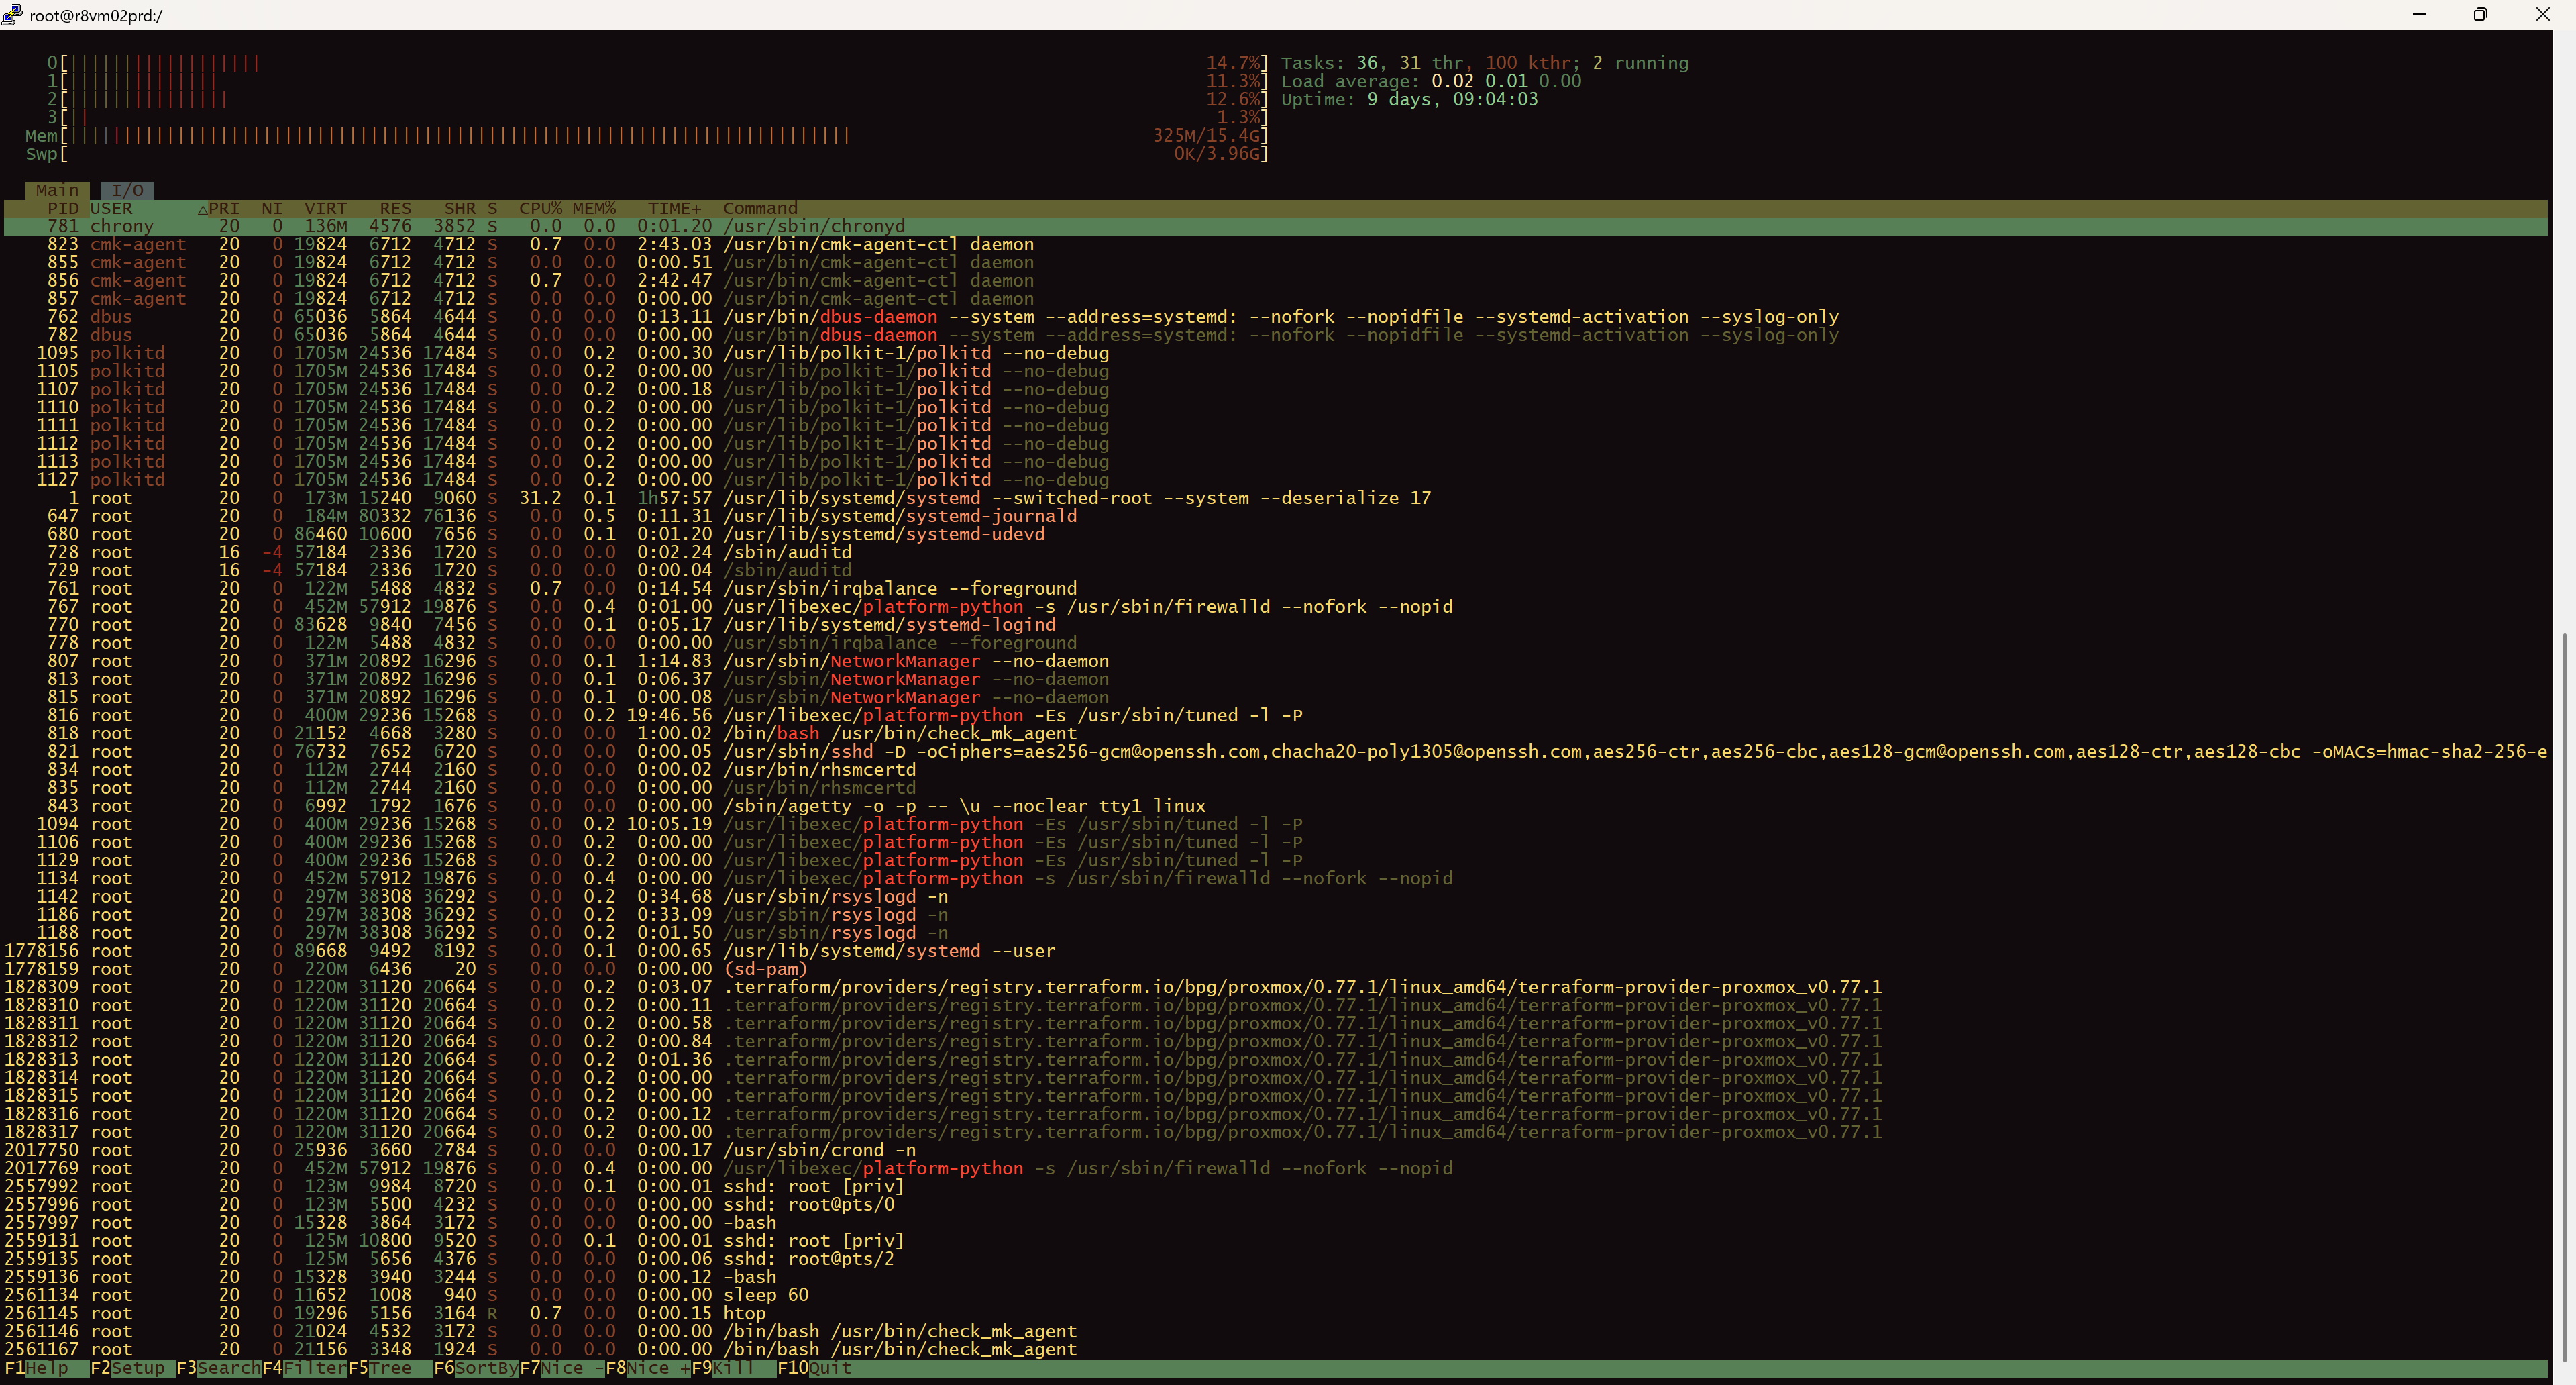 root@r8vm02prd:/
0[||||||||||||||||||  14.7%] Tasks: 36, 31 thr, 100 kthr; 2 running
1[||||||||||||||  11.3%] Load average: 0.02 0.01 0.00
2[|||||||||||||||  12.6%] Uptime: 9 days, 09:04:03
3[||  1.3%]
Mem[|||||||||||||||||||||||||||||||||||||||||||||||||||||||||||||||||||||||||  325M/15.4G]
Swp[  0K/3.96G]
Main I/O
PID USER △PRI NI VIRT RES SHR S CPU% MEM% TIME+ Command
781 chrony 20 0 136M 4576 3852 S 0.0 0.0 0:01.20 /usr/sbin/chronyd
823 cmk-agent 20 0 19824 6712 4712 S 0.7 0.0 2:43.03 /usr/bin/cmk-agent-ctl daemon
855 cmk-agent 20 0 19824 6712 4712 S 0.0 0.0 0:00.51 /usr/bin/cmk-agent-ctl daemon
856 cmk-agent 20 0 19824 6712 4712 S 0.7 0.0 2:42.47 /usr/bin/cmk-agent-ctl daemon
857 cmk-agent 20 0 19824 6712 4712 S 0.0 0.0 0:00.00 /usr/bin/cmk-agent-ctl daemon
762 dbus 20 0 65036 5864 4644 S 0.0 0.0 0:13.11 /usr/bin/dbus-daemon --system --address=systemd: --nofork --nopidfile --systemd-activation --syslog-only
782 dbus 20 0 65036 5864 4644 S 0.0 0.0 0:00.00 /usr/bin/dbus-daemon --system --address=systemd: --nofork --nopidfile --systemd-activation --syslog-only
1095 polkitd 20 0 1705M 24536 17484 S 0.0 0.2 0:00.30 /usr/lib/polkit-1/polkitd --no-debug
1105 polkitd 20 0 1705M 24536 17484 S 0.0 0.2 0:00.00 /usr/lib/polkit-1/polkitd --no-debug
1107 polkitd 20 0 1705M 24536 17484 S 0.0 0.2 0:00.18 /usr/lib/polkit-1/polkitd --no-debug
1110 polkitd 20 0 1705M 24536 17484 S 0.0 0.2 0:00.00 /usr/lib/polkit-1/polkitd --no-debug
1111 polkitd 20 0 1705M 24536 17484 S 0.0 0.2 0:00.00 /usr/lib/polkit-1/polkitd --no-debug
1112 polkitd 20 0 1705M 24536 17484 S 0.0 0.2 0:00.00 /usr/lib/polkit-1/polkitd --no-debug
1113 polkitd 20 0 1705M 24536 17484 S 0.0 0.2 0:00.00 /usr/lib/polkit-1/polkitd --no-debug
1127 polkitd 20 0 1705M 24536 17484 S 0.0 0.2 0:00.00 /usr/lib/polkit-1/polkitd --no-debug
1 root 20 0 173M 15240 9060 S 31.2 0.1 1h57:57 /usr/lib/systemd/systemd --switched-root --system --deserialize 17
647 root 20 0 184M 80332 76136 S 0.0 0.5 0:11.31 /usr/lib/systemd/systemd-journald
680 root 20 0 86460 10600 7656 S 0.0 0.1 0:01.20 /usr/lib/systemd/systemd-udevd
728 root 16 -4 57184 2336 1720 S 0.0 0.0 0:02.24 /sbin/auditd
729 root 16 -4 57184 2336 1720 S 0.0 0.0 0:00.04 /sbin/auditd
761 root 20 0 122M 5488 4832 S 0.7 0.0 0:14.54 /usr/sbin/irqbalance --foreground
767 root 20 0 452M 57912 19876 S 0.0 0.4 0:01.00 /usr/libexec/platform-python -s /usr/sbin/firewalld --nofork --nopid
770 root 20 0 83628 9840 7456 S 0.0 0.1 0:05.17 /usr/lib/systemd/systemd-logind
778 root 20 0 122M 5488 4832 S 0.0 0.0 0:00.00 /usr/sbin/irqbalance --foreground
807 root 20 0 371M 20892 16296 S 0.0 0.1 1:14.83 /usr/sbin/NetworkManager --no-daemon
813 root 20 0 371M 20892 16296 S 0.0 0.1 0:06.37 /usr/sbin/NetworkManager --no-daemon
815 root 20 0 371M 20892 16296 S 0.0 0.1 0:00.08 /usr/sbin/NetworkManager --no-daemon
816 root 20 0 400M 29236 15268 S 0.0 0.2 19:46.56 /usr/libexec/platform-python -Es /usr/sbin/tuned -l -P
818 root 20 0 21152 4668 3280 S 0.0 0.0 1:00.02 /bin/bash /usr/bin/check_mk_agent
821 root 20 0 76732 7652 6720 S 0.0 0.0 0:00.05 /usr/sbin/sshd -D -oCiphers=aes256-gcm@openssh.com,chacha20-poly1305@openssh.com,aes256-ctr,aes256-cbc,aes128-gcm@openssh.com,aes128-ctr,aes128-cbc -oMACs=hmac-sha2-256-e
834 root 20 0 112M 2744 2160 S 0.0 0.0 0:00.02 /usr/bin/rhsmcertd
835 root 20 0 112M 2744 2160 S 0.0 0.0 0:00.00 /usr/bin/rhsmcertd
843 root 20 0 6992 1792 1676 S 0.0 0.0 0:00.00 /sbin/agetty -o -p -- \u --noclear tty1 linux
1094 root 20 0 400M 29236 15268 S 0.0 0.2 10:05.19 /usr/libexec/platform-python -Es /usr/sbin/tuned -l -P
1106 root 20 0 400M 29236 15268 S 0.0 0.2 0:00.00 /usr/libexec/platform-python -Es /usr/sbin/tuned -l -P
1129 root 20 0 400M 29236 15268 S 0.0 0.2 0:00.00 /usr/libexec/platform-python -Es /usr/sbin/tuned -l -P
1134 root 20 0 452M 57912 19876 S 0.0 0.4 0:00.00 /usr/libexec/platform-python -s /usr/sbin/firewalld --nofork --nopid
1142 root 20 0 297M 38308 36292 S 0.0 0.2 0:34.68 /usr/sbin/rsyslogd -n
1186 root 20 0 297M 38308 36292 S 0.0 0.2 0:33.09 /usr/sbin/rsyslogd -n
1188 root 20 0 297M 38308 36292 S 0.0 0.2 0:01.50 /usr/sbin/rsyslogd -n
1778156 root 20 0 89668 9492 8192 S 0.0 0.1 0:00.65 /usr/lib/systemd/systemd --user
1778159 root 20 0 220M 6436 20 S 0.0 0.0 0:00.00 (sd-pam)
1828309 root 20 0 1220M 31120 20664 S 0.0 0.2 0:03.07 .terraform/providers/registry.terraform.io/bpg/proxmox/0.77.1/linux_amd64/terraform-provider-proxmox_v0.77.1
1828310 root 20 0 1220M 31120 20664 S 0.0 0.2 0:00.11 .terraform/providers/registry.terraform.io/bpg/proxmox/0.77.1/linux_amd64/terraform-provider-proxmox_v0.77.1
1828311 root 20 0 1220M 31120 20664 S 0.0 0.2 0:00.58 .terraform/providers/registry.terraform.io/bpg/proxmox/0.77.1/linux_amd64/terraform-provider-proxmox_v0.77.1
1828312 root 20 0 1220M 31120 20664 S 0.0 0.2 0:00.84 .terraform/providers/registry.terraform.io/bpg/proxmox/0.77.1/linux_amd64/terraform-provider-proxmox_v0.77.1
1828313 root 20 0 1220M 31120 20664 S 0.0 0.2 0:01.36 .terraform/providers/registry.terraform.io/bpg/proxmox/0.77.1/linux_amd64/terraform-provider-proxmox_v0.77.1
1828314 root 20 0 1220M 31120 20664 S 0.0 0.2 0:00.00 .terraform/providers/registry.terraform.io/bpg/proxmox/0.77.1/linux_amd64/terraform-provider-proxmox_v0.77.1
1828315 root 20 0 1220M 31120 20664 S 0.0 0.2 0:00.00 .terraform/providers/registry.terraform.io/bpg/proxmox/0.77.1/linux_amd64/terraform-provider-proxmox_v0.77.1
1828316 root 20 0 1220M 31120 20664 S 0.0 0.2 0:00.12 .terraform/providers/registry.terraform.io/bpg/proxmox/0.77.1/linux_amd64/terraform-provider-proxmox_v0.77.1
1828317 root 20 0 1220M 31120 20664 S 0.0 0.2 0:00.00 .terraform/providers/registry.terraform.io/bpg/proxmox/0.77.1/linux_amd64/terraform-provider-proxmox_v0.77.1
2017750 root 20 0 25936 3660 2784 S 0.0 0.0 0:00.17 /usr/sbin/crond -n
2017769 root 20 0 452M 57912 19876 S 0.0 0.4 0:00.00 /usr/libexec/platform-python -s /usr/sbin/firewalld --nofork --nopid
2557992 root 20 0 123M 9984 8720 S 0.0 0.1 0:00.01 sshd: root [priv]
2557996 root 20 0 123M 5500 4232 S 0.0 0.0 0:00.00 sshd: root@pts/0
2557997 root 20 0 15328 3864 3172 S 0.0 0.0 0:00.00 -bash
2559131 root 20 0 125M 10800 9520 S 0.0 0.1 0:00.01 sshd: root [priv]
2559135 root 20 0 125M 5656 4376 S 0.0 0.0 0:00.06 sshd: root@pts/2
2559136 root 20 0 15328 3940 3244 S 0.0 0.0 0:00.12 -bash
2561134 root 20 0 11652 1008 940 S 0.0 0.0 0:00.00 sleep 60
2561145 root 20 0 19296 5156 3164 R 0.7 0.0 0:00.15 htop
2561146 root 20 0 21024 4532 3172 S 0.0 0.0 0:00.00 /bin/bash /usr/bin/check_mk_agent
2561167 root 20 0 21156 3348 1924 S 0.0 0.0 0:00.00 /bin/bash /usr/bin/check_mk_agent
F1Help F2Setup F3SearchF4FilterF5Tree F6SortByF7Nice -F8Nice +F9Kill F10Quit